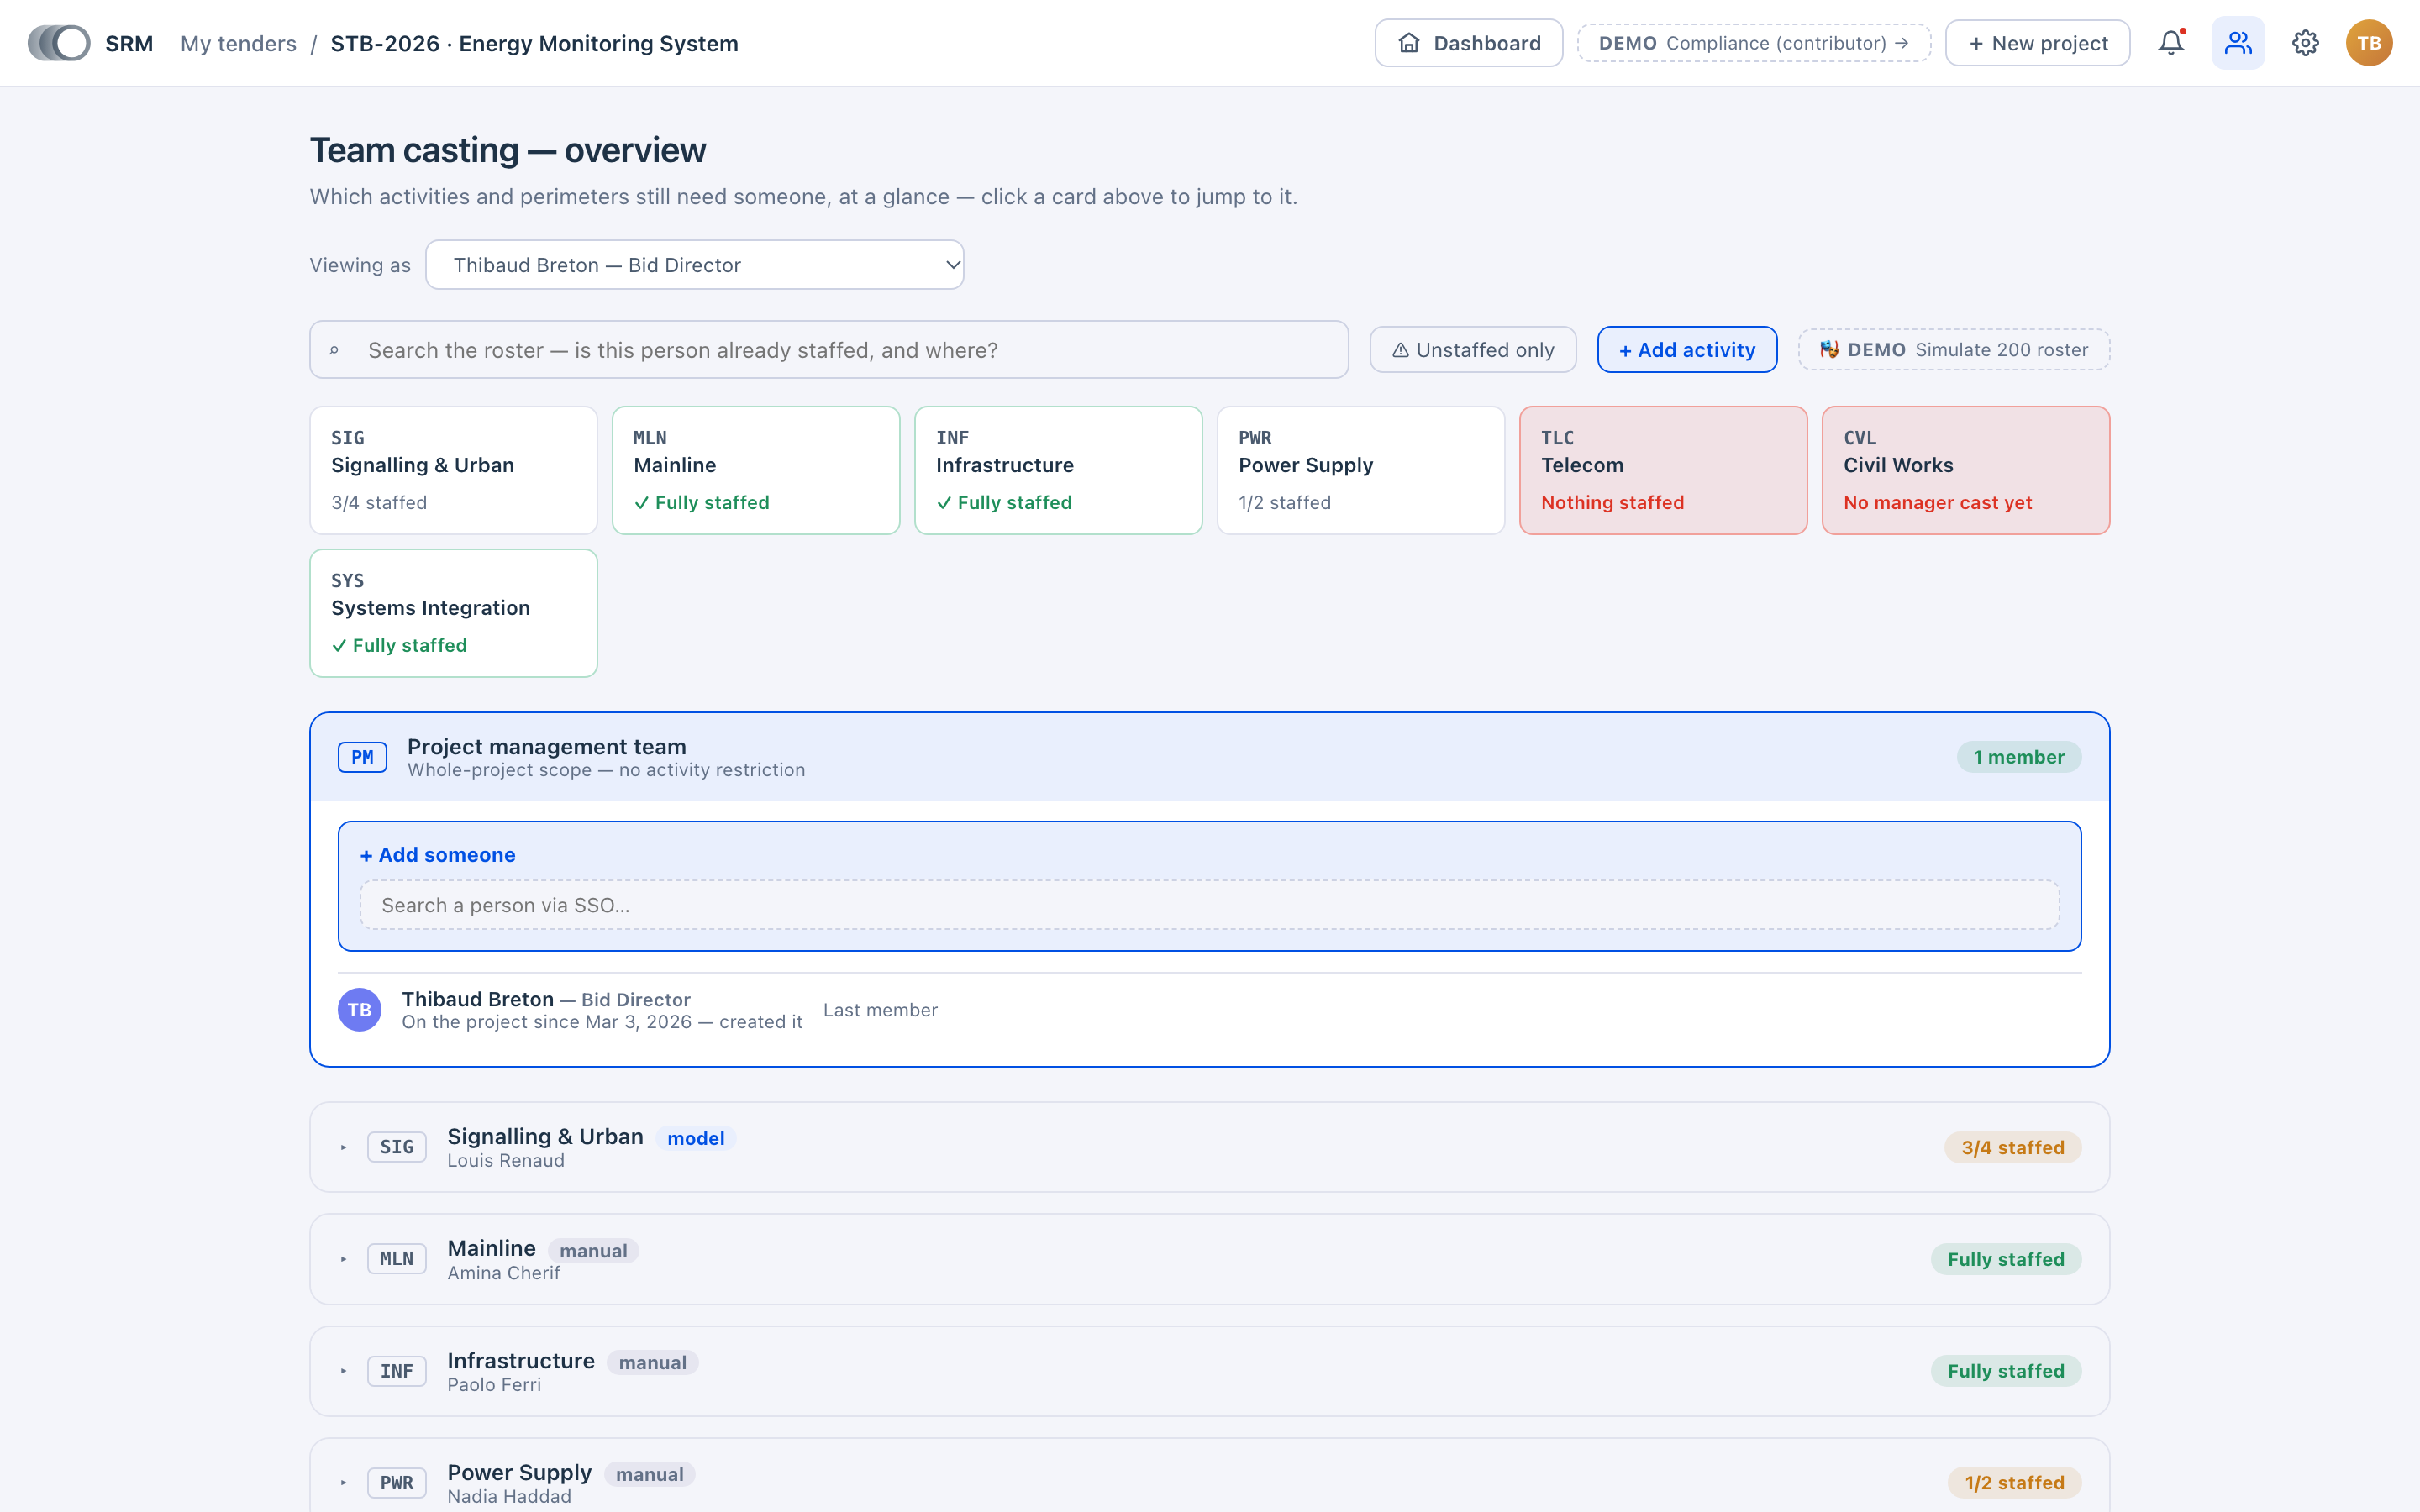 SRM My tenders / STB-2026 · Energy Monitoring System Dashboard DEMO Compliance (contributor) → + New project TB
Team casting — overview
Which activities and perimeters still need someone, at a glance — click a card above to jump to it.
Viewing as Thibaud Breton — Bid Director
Search the roster — is this person already staffed, and where? ⚠ Unstaffed only + Add activity 🎭 DEMO Simulate 200 roster
SIG
Signalling & Urban
3/4 staffed
MLN
Mainline
✓ Fully staffed
INF
Infrastructure
✓ Fully staffed
PWR
Power Supply
1/2 staffed
TLC
Telecom
Nothing staffed
CVL
Civil Works
No manager cast yet
SYS
Systems Integration
✓ Fully staffed
PM Project management team 1 member
Whole-project scope — no activity restriction
+ Add someone
Search a person via SSO...
TB Thibaud Breton — Bid Director
On the project since Mar 3, 2026 — created it Last member
▸ SIG Signalling & Urban model 3/4 staffed
Louis Renaud
▸ MLN Mainline manual Fully staffed
Amina Cherif
▸ INF Infrastructure manual Fully staffed
Paolo Ferri
▸ PWR Power Supply manual 1/2 staffed
Nadia Haddad